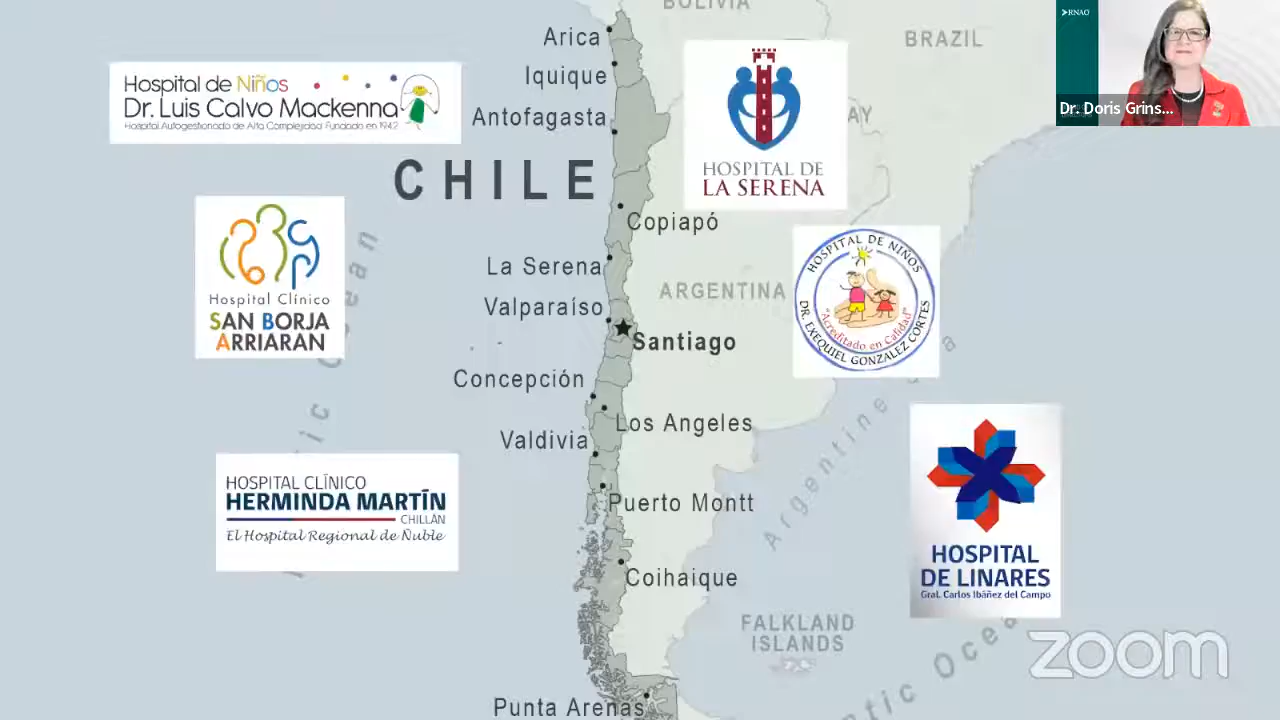 BOLIVIA
BRAZIL
RNAO
Dr. Doris Grins...
Arica
Iquique
Antofagasta
CHILE
Copiapó
La Serena
Valparaíso
ARGENTINA
Santiago
Concepción
Los Angeles
Valdivia
Puerto Montt
Coihaique
FALKLAND
ISLANDS
Punta Arenas
AY
Argentine
Hospital de Niños
Dr. Luis Calvo Mackenna
Hospital Autogestionado de Alta Complejidad Fundado en 1942
HOSPITAL DE
LA SERENA
Hospital Clínico
SAN BORJA
ARRIARAN
HOSPITAL DE NIÑOS
"Acreditado en Calidad"
DR. EXEQUIEL GONZALEZ CORTES
HOSPITAL CLÍNICO
HERMINDA MARTÍN
CHILLÁN
El Hospital Regional de Ñuble
HOSPITAL
DE LINARES
Gral. Carlos Ibáñez del Campo
zoom